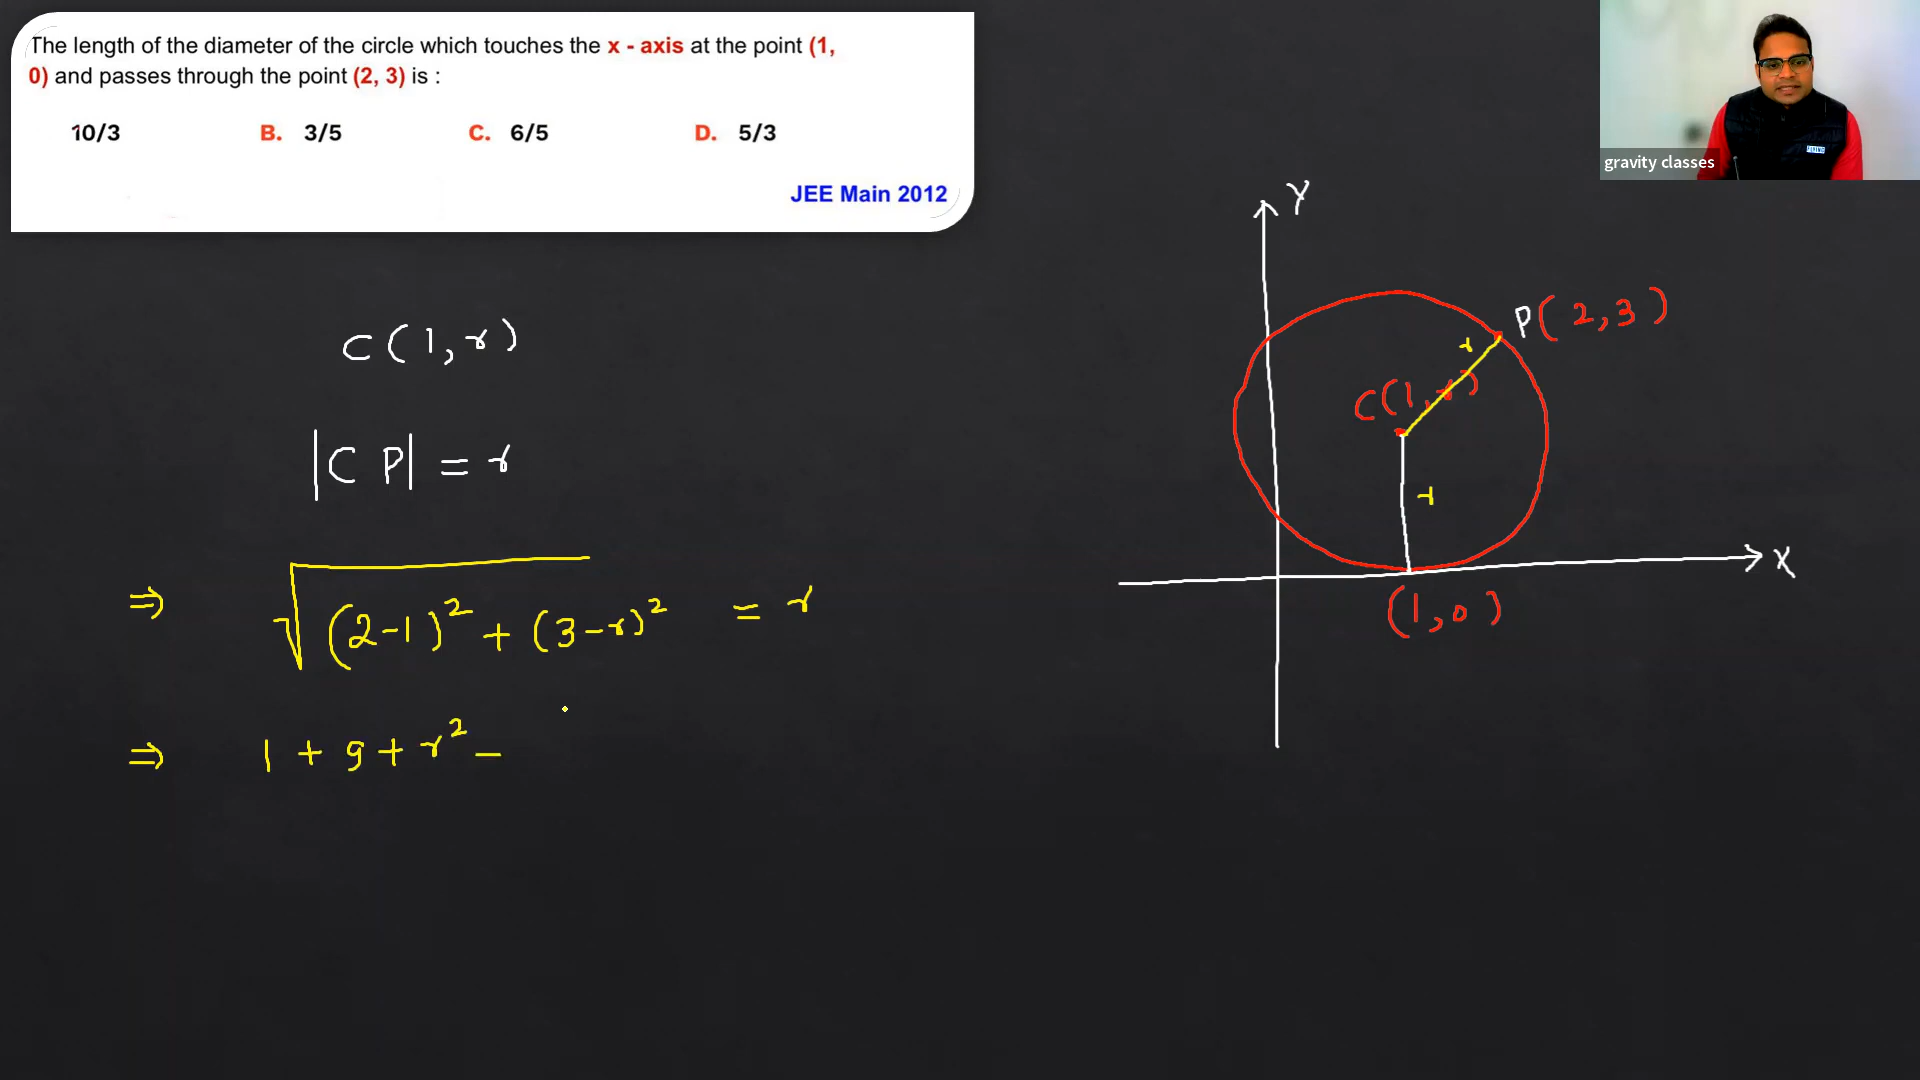 The length of the diameter of the circle which touches the x - axis at the point (1,
0) and passes through the point (2, 3) is :
10/3 B. 3/5 C. 6/5 D. 5/3
JEE Main 2012
gravity classes
C(1,r)
|CP| = r
⇒ √(2-1)² + (3-r)² = r
⇒ 1 + 9 + r² -
Y
P(2,3)
r
C(1,r)
r
X
(1,0)